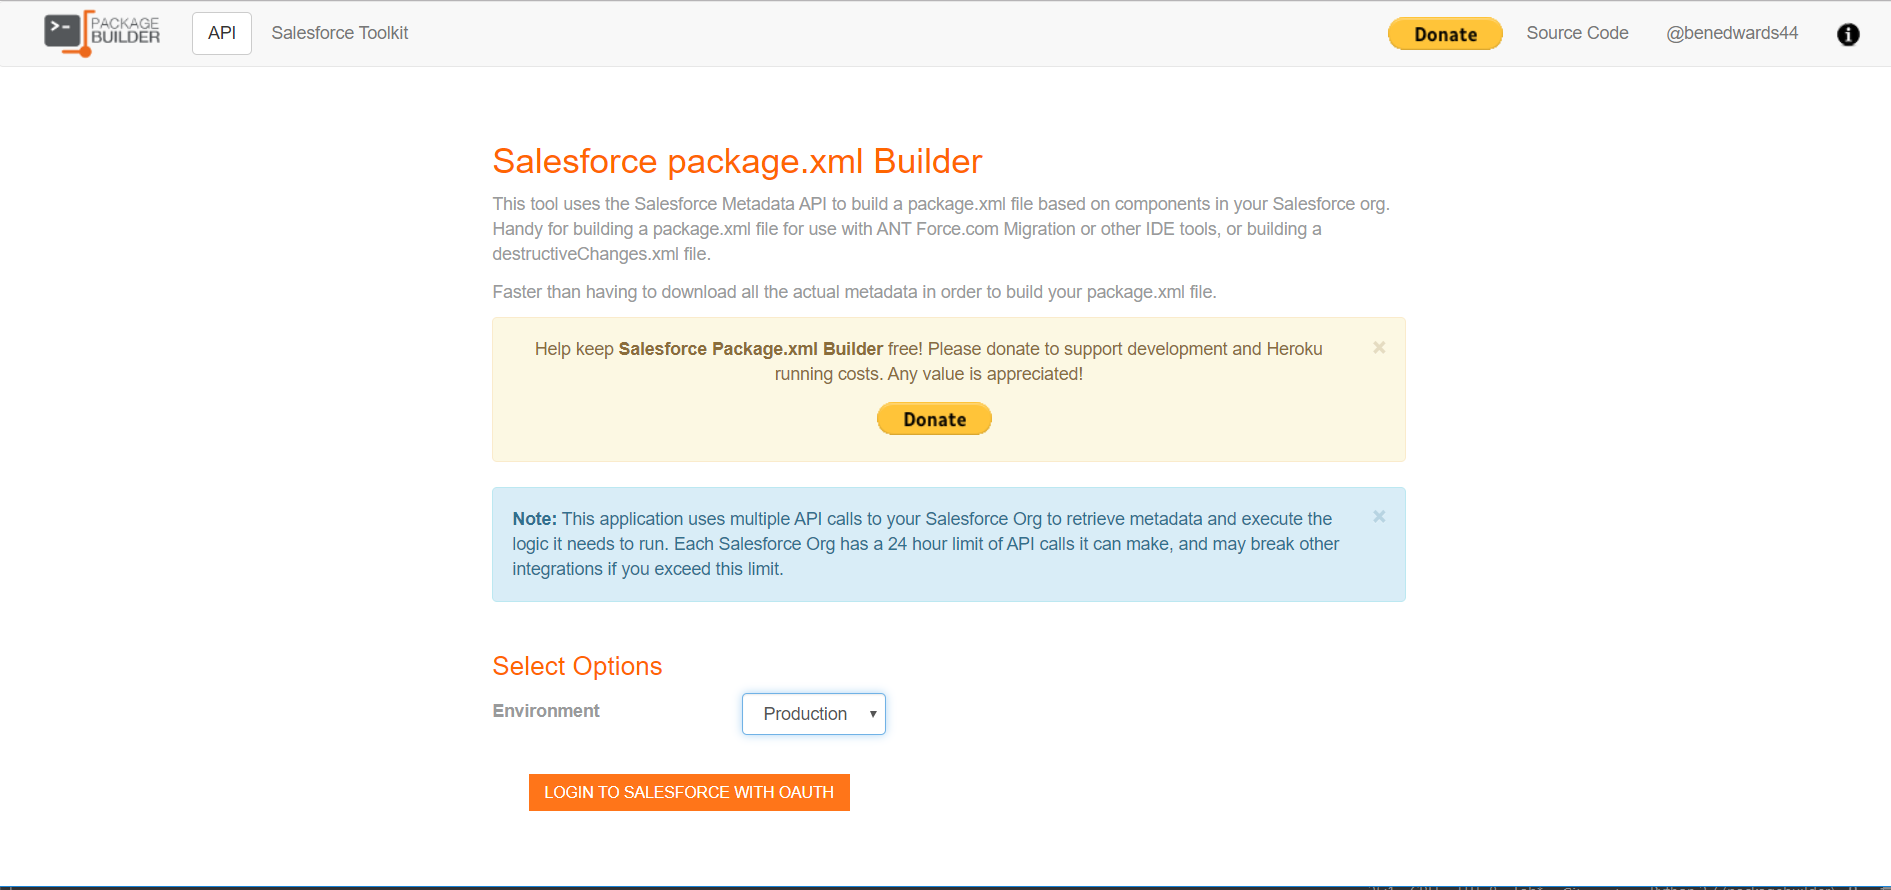 PACKAGE
BUILDER
API
Salesforce Toolkit
Donate
Source Code
@benedwards44
Salesforce package.xml Builder
This tool uses the Salesforce Metadata API to build a package.xml file based on components in your Salesforce org.
Handy for building a package.xml file for use with ANT Force.com Migration or other IDE tools, or building a
destructiveChanges.xml file.
Faster than having to download all the actual metadata in order to build your package.xml file.
Help keep Salesforce Package.xml Builder free! Please donate to support development and Heroku
running costs. Any value is appreciated!
Donate
Note: This application uses multiple API calls to your Salesforce Org to retrieve metadata and execute the
logic it needs to run. Each Salesforce Org has a 24 hour limit of API calls it can make, and may break other
integrations if you exceed this limit.
Select Options
Environment
Production
LOGIN TO SALESFORCE WITH OAUTH